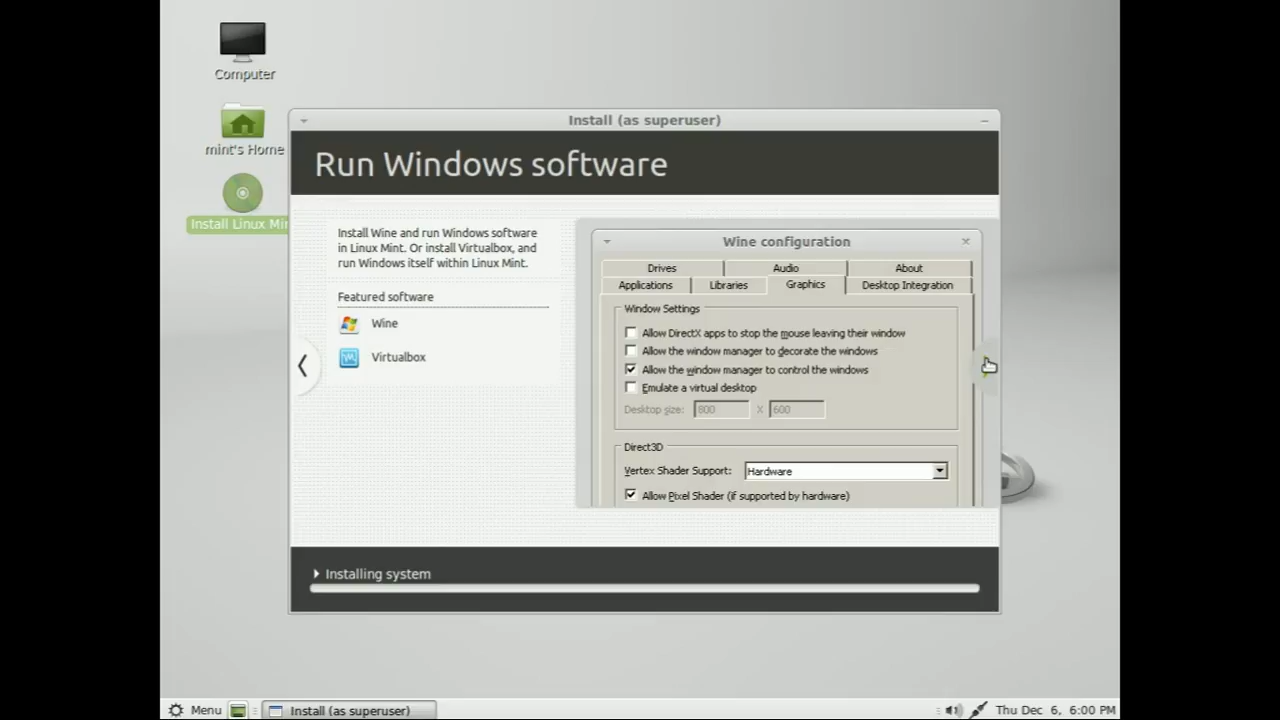 Computer
mint's Home
Install Linux Min
Install (as superuser)
Run Windows software
Install Wine and run Windows software
in Linux Mint. Or install Virtualbox, and
run Windows itself within Linux Mint.
Featured software
Wine
Virtualbox
Wine configuration
Drives Audio About
Applications Libraries Graphics Desktop Integration
Window Settings
Allow DirectX apps to stop the mouse leaving their window
Allow the window manager to decorate the windows
Allow the window manager to control the windows
Emulate a virtual desktop
Desktop size: 800 X 600
Direct3D
Vertex Shader Support: Hardware
Allow Pixel Shader (if supported by hardware)
Installing system
Menu Install (as superuser) Thu Dec 6, 6:00 PM